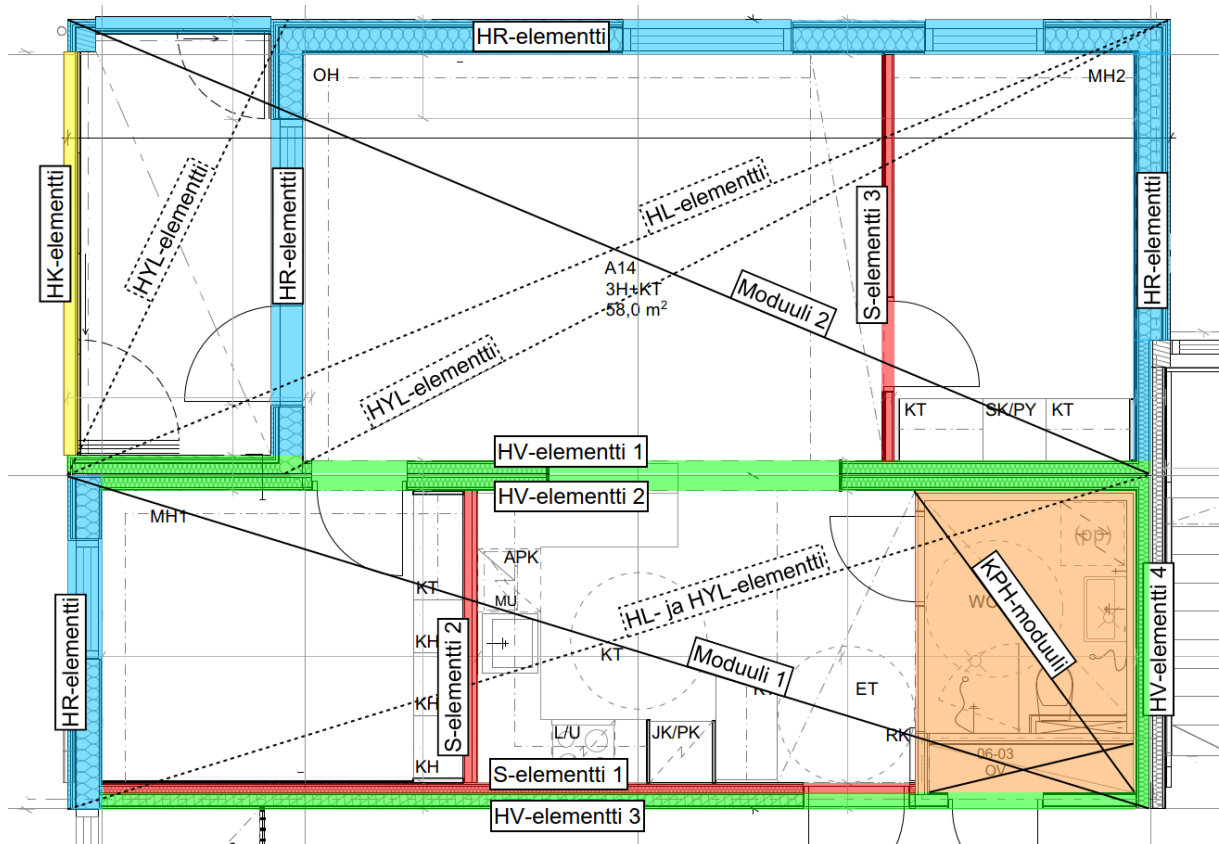 HR-elementti
OH
MH2
HK-elementti
HYL-elementti
HR-elementti
HL-elementti
S-elementti 3
HR-elementti
A14
3H+KT
58,0 m²
Moduuli 2
HYL-elementti
KT
SK/PY
KT
HV-elementti 1
HV-elementti 2
MH1
APK
(pp)
KT
MU
HL- ja HYL-elementti
KPH-moduuli
HV-elementti 4
HR-elementti
KH
S-elementti 2
KT
Moduuli 1
ET
KH
L/U
JK/PK
RK
KH
06-03
OV
S-elementti 1
HV-elementti 3